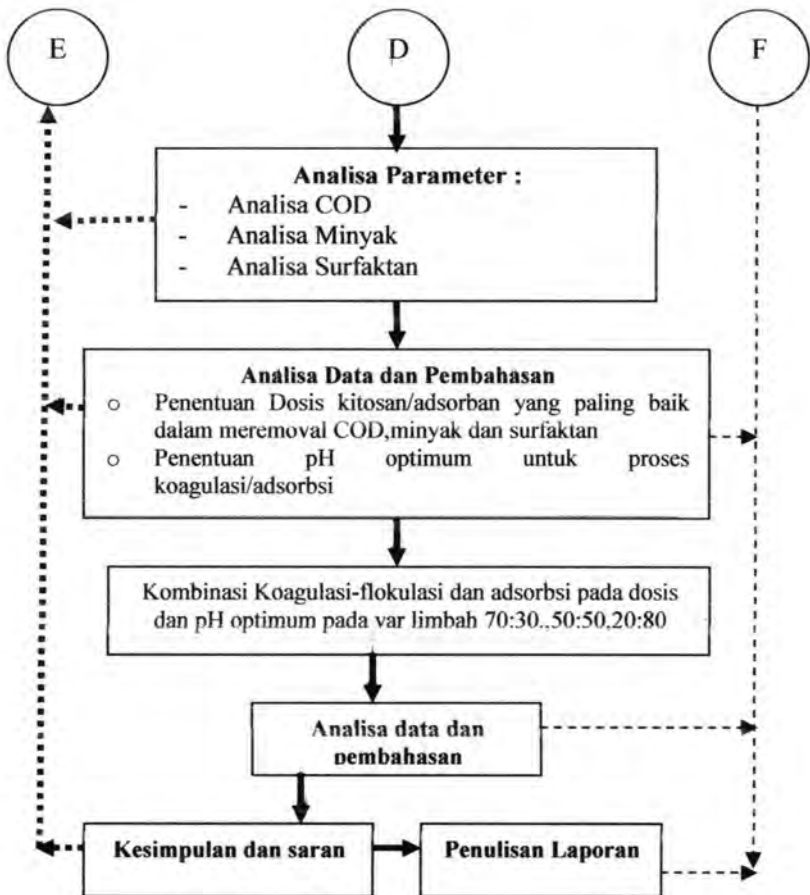 E
D
F
Analisa Parameter :
- Analisa COD
- Analisa Minyak
- Analisa Surfaktan
Analisa Data dan Pembahasan
○ Penentuan Dosis kitosan/adsorban yang paling baik
dalam meremoval COD,minyak dan surfaktan
○ Penentuan pH optimum untuk proses
koagulasi/adsorbsi
Kombinasi Koagulasi-flokulasi dan adsorbsi pada dosis
dan pH optimum pada var limbah 70:30..50:50,20:80
Analisa data dan
pembahasan
Kesimpulan dan saran
Penulisan Laporan